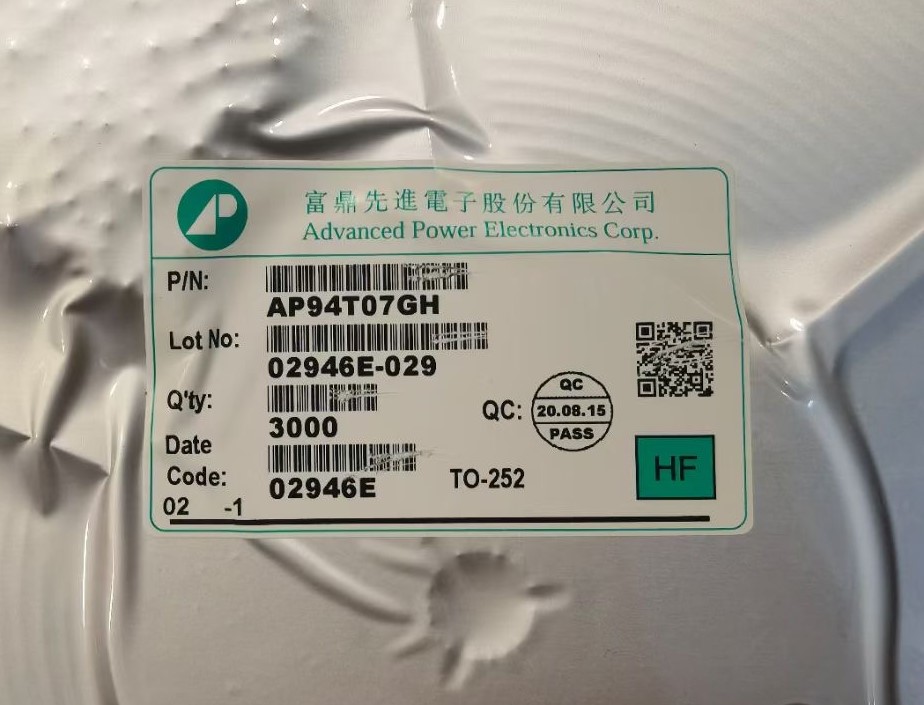 AP
富鼎先進電子股份有限公司
Advanced Power Electronics Corp.
P/N:
AP94T07GH
Lot No:
02946E-029
Q'ty:
3000
QC:
QC
20.08.15
PASS
Date
Code:
02946E
TO-252
HF
02 -1